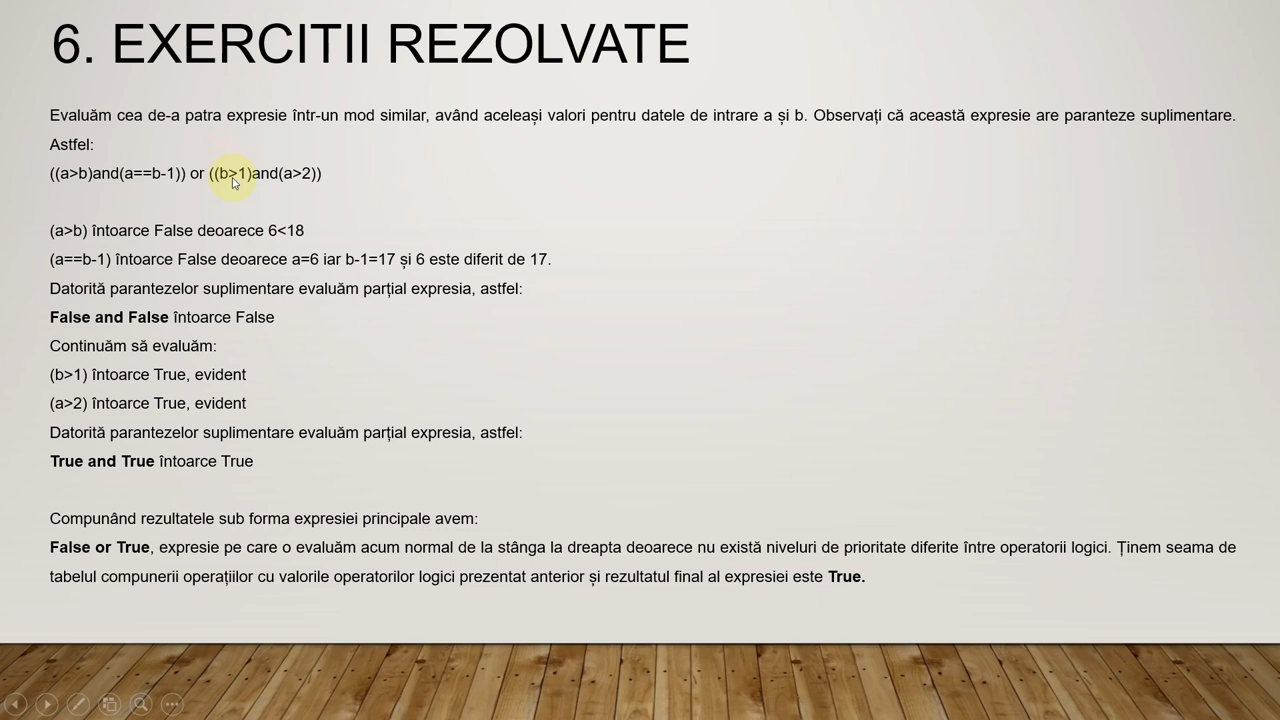 6. EXERCITII REZOLVATE
Evaluăm cea de-a patra expresie într-un mod similar, având aceleași valori pentru datele de intrare a și b. Observați că această expresie are paranteze suplimentare.
Astfel:
((a>b)and(a==b-1)) or ((b>1)and(a>2))
(a>b) întoarce False deoarece 6<18
(a==b-1) întoarce False deoarece a=6 iar b-1=17 și 6 este diferit de 17.
Datorită parantezelor suplimentare evaluăm parțial expresia, astfel:
False and False întoarce False
Continuăm să evaluăm:
(b>1) întoarce True, evident
(a>2) întoarce True, evident
Datorită parantezelor suplimentare evaluăm parțial expresia, astfel:
True and True întoarce True
Compunând rezultatele sub forma expresiei principale avem:
False or True, expresie pe care o evaluăm acum normal de la stânga la dreapta deoarece nu există niveluri de prioritate diferite între operatorii logici. Ținem seama de
tabelul compunerii operațiilor cu valorile operatorilor logici prezentat anterior și rezultatul final al expresiei este True.